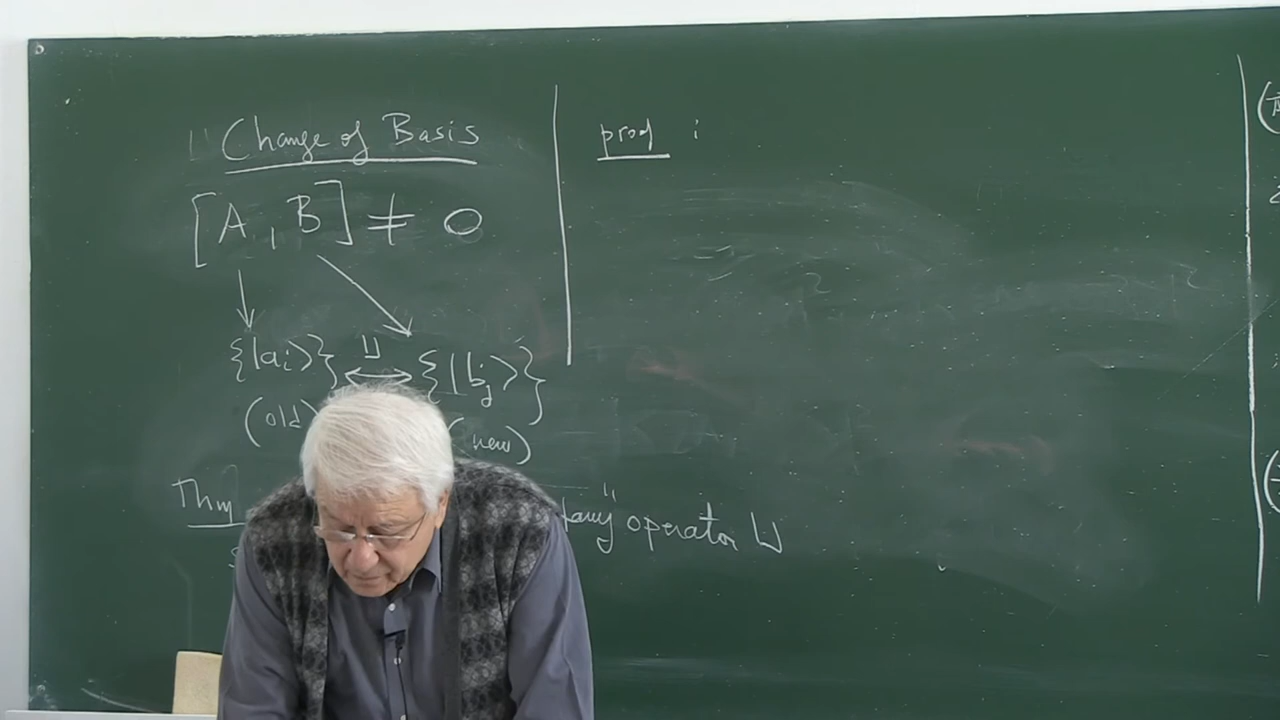 " Change of Basis
[A, B] ≠ 0
{|aᵢ>} U {|bⱼ>}
(old) (new)
Thm " operator U
proof :